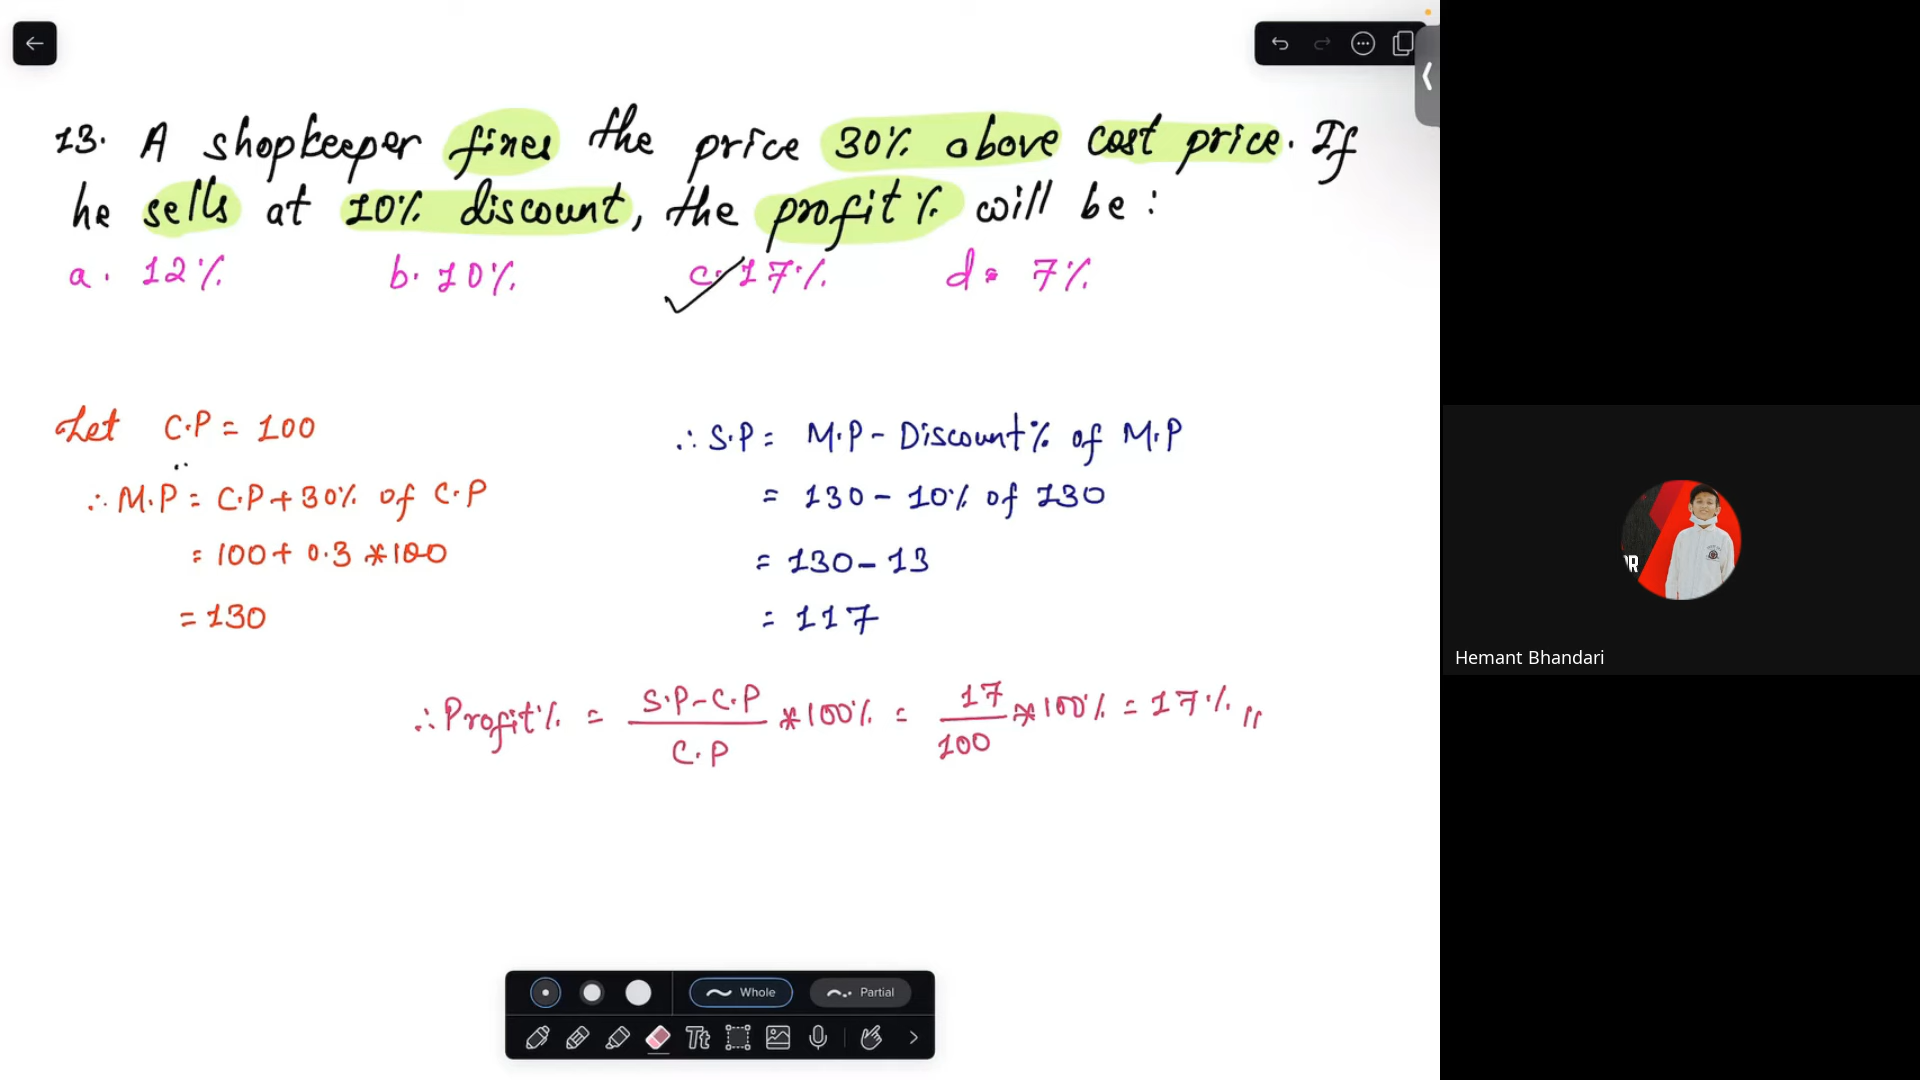 13. A shopkeeper fixes the price 30% above cost price. If
he sells at 10% discount, the profit% will be:
a. 12% b. 10% c. 17% d. 7%
Let C.P = 100
∴ M.P = C.P + 30% of C.P
= 100 + 0.3 * 100
= 130
∴ S.P = M.P - Discount% of M.P
= 130 - 10% of 130
= 130 - 13
= 117
∴ Profit% = S.P - C.P / C.P * 100% = 17 / 100 * 100% = 17% //
OR
Hemant Bhandari
Whole Partial
Tt